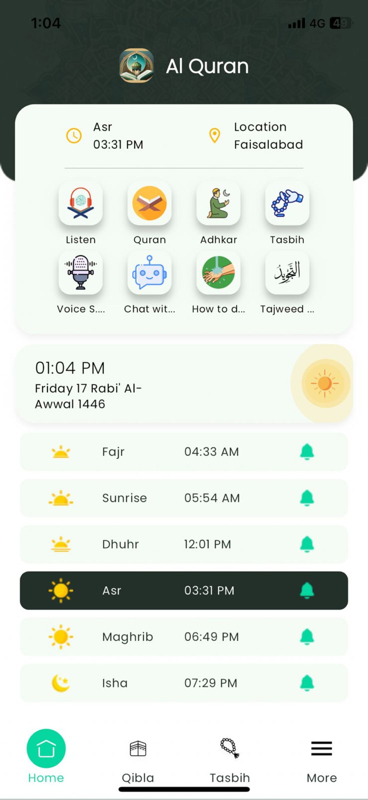 1:04
4G
4
Al Quran
Asr
03:31 PM
Location
Faisalabad
Listen
Quran
Adhkar
Tasbih
Voice S....
Chat wit...
How to d...
التجويد
Tajweed ...
01:04 PM
Friday 17 Rabi' Al-
Awwal 1446
Fajr 04:33 AM
Sunrise 05:54 AM
Dhuhr 12:01 PM
Asr 03:31 PM
Maghrib 06:49 PM
Isha 07:29 PM
Home
Qibla
Tasbih
More